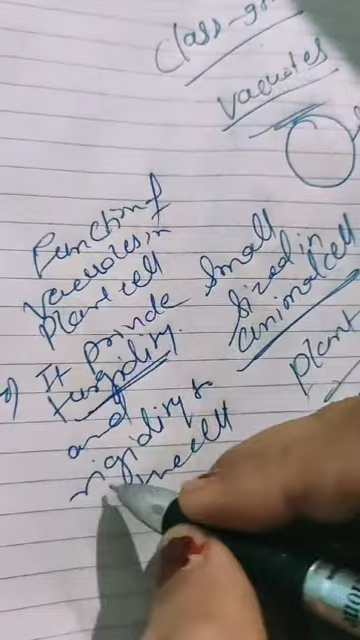 Class-
Vacuoles
Function of
Vacuoles in
Plant cell
It provide
turgidity.
and
rigidity to
the cell
Small
sized in
animal cell
Plant